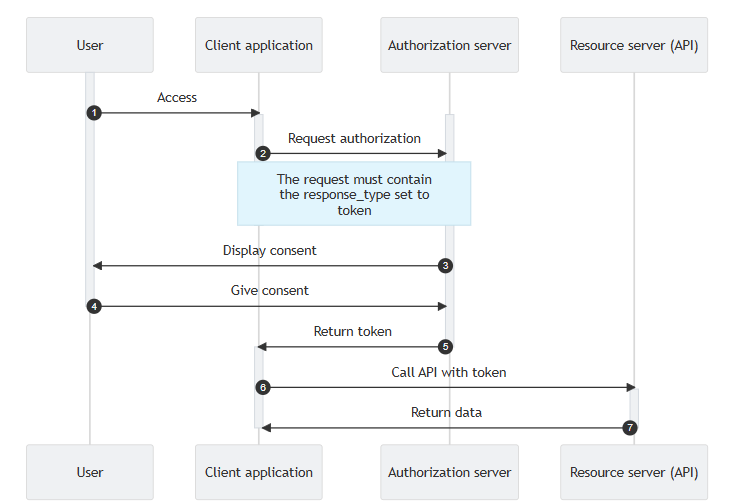 User
Client application
Authorization server
Resource server (API)
Access
1
Request authorization
2
The request must contain
the response_type set to
token
Display consent
3
Give consent
4
Return token
5
Call API with token
6
Return data
7
User
Client application
Authorization server
Resource server (API)